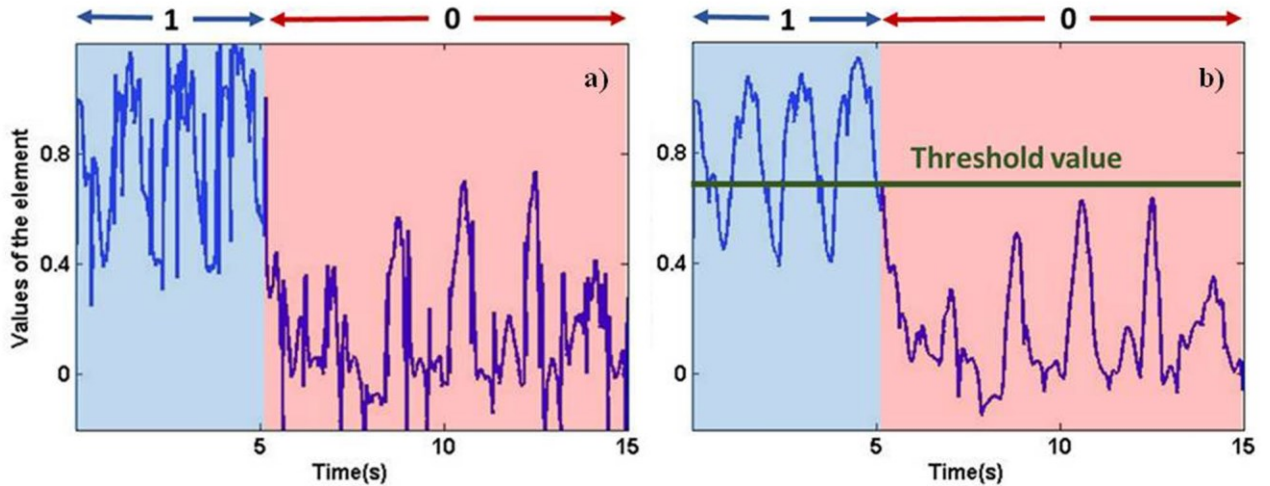 1 0
a)
Values of the element
0.8
0.4
0
5 10 15
Time(s)
1 0
b)
Threshold value
0.8
0.4
0
5 10 15
Time(s)